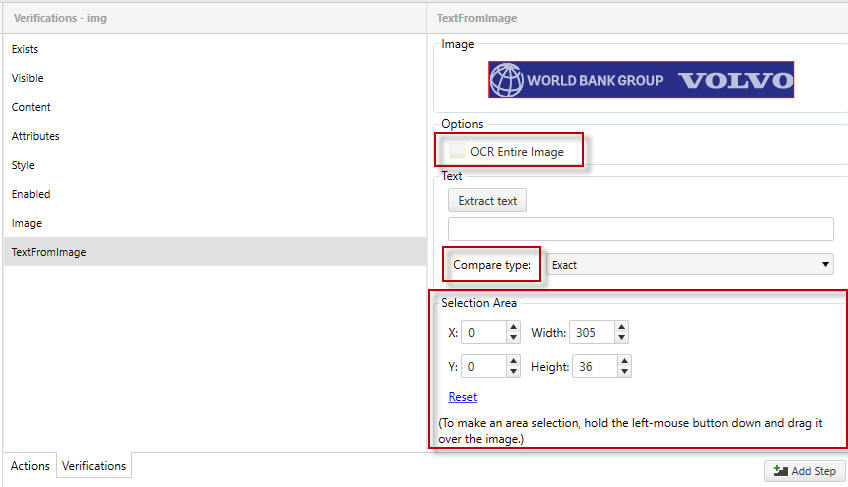 Verifications - img
Exists
Visible
Content
Attributes
Style
Enabled
Image
TextFromImage
Actions
Verifications
TextFromImage
Image
WORLD BANK GROUP VOLVO
Options
OCR Entire Image
Text
Extract text
Compare type: Exact
Selection Area
X: 0 Width: 305
Y: 0 Height: 36
Reset
(To make an area selection, hold the left-mouse button down and drag it
over the image.)
Add Step